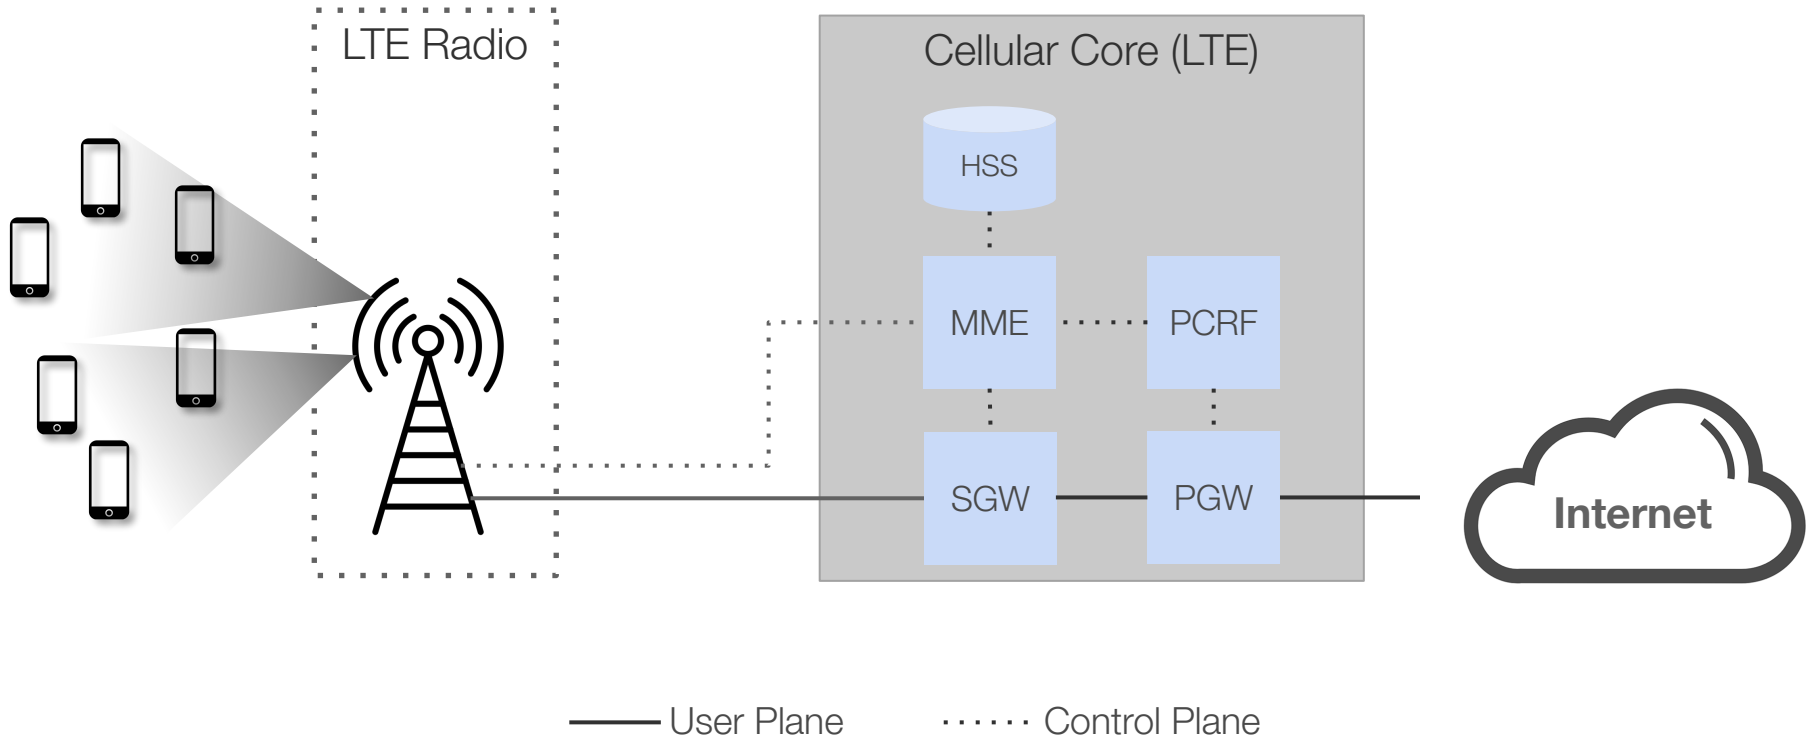 LTE Radio
Cellular Core (LTE)
HSS
MME
PCRF
SGW
PGW
Internet
User Plane
Control Plane